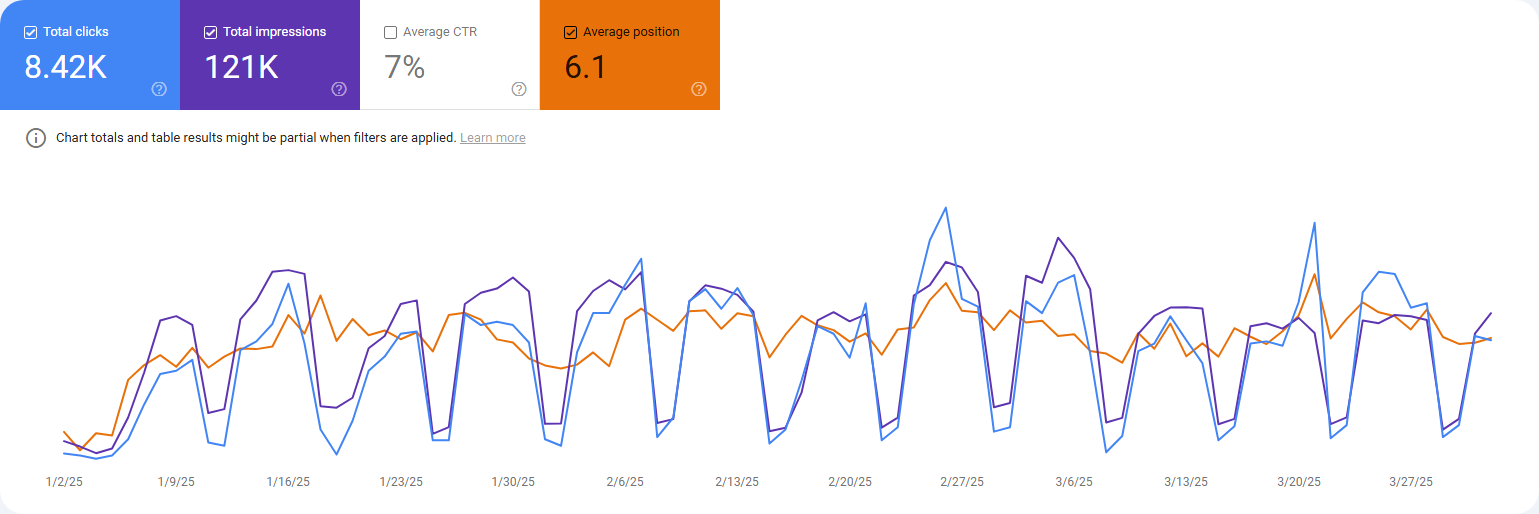 Total clicks
8.42K
Total impressions
121K
Average CTR
7%
Average position
6.1
Chart totals and table results might be partial when filters are applied. Learn more
1/2/25 1/9/25 1/16/25 1/23/25 1/30/25 2/6/25 2/13/25 2/20/25 2/27/25 3/6/25 3/13/25 3/20/25 3/27/25